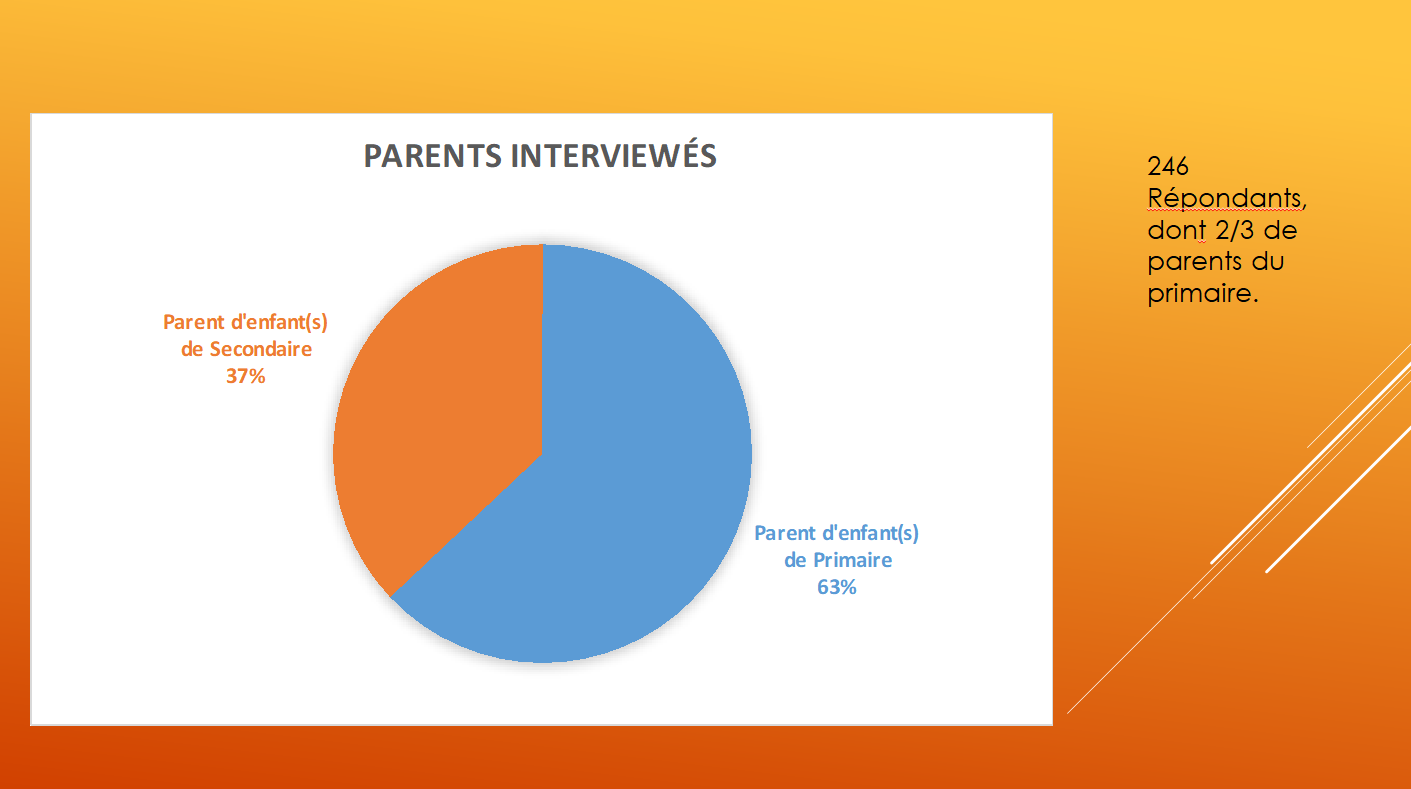 PARENTS INTERVIEWÉS
Parent d'enfant(s)
de Secondaire
37%
Parent d'enfant(s)
de Primaire
63%
246
Répondants,
dont 2/3 de
parents du
primaire.